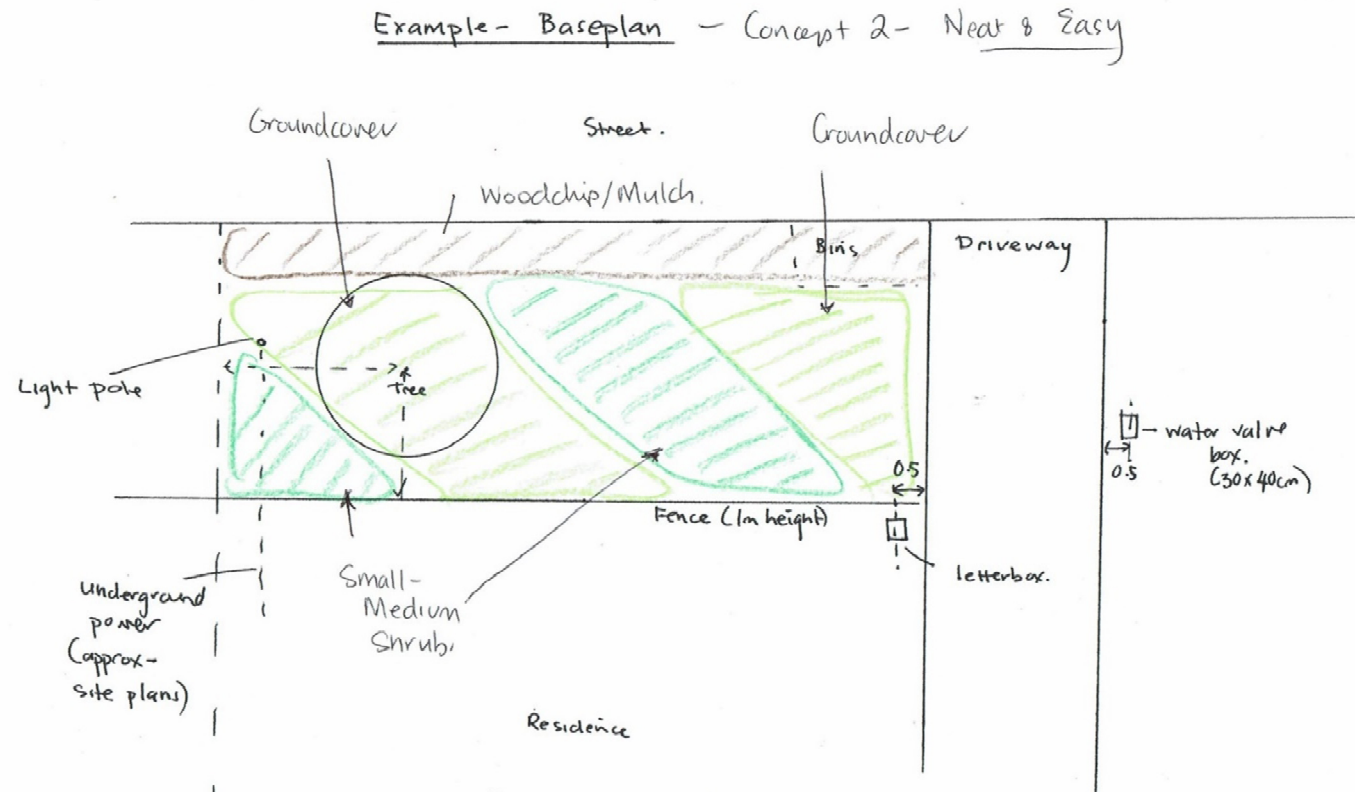 Example - Baseplan - Concept 2 - Neat & Easy
Groundcover
Street.
Groundcover
Woodchip/Mulch.
Bins
Driveway
Light pole
Tree
0.5
water valve
box.
(30x40cm)
0.5
Fence (1m height)
letterbox.
Underground
power
(approx-
site plans)
Small-
Medium
Shrub.
Residence